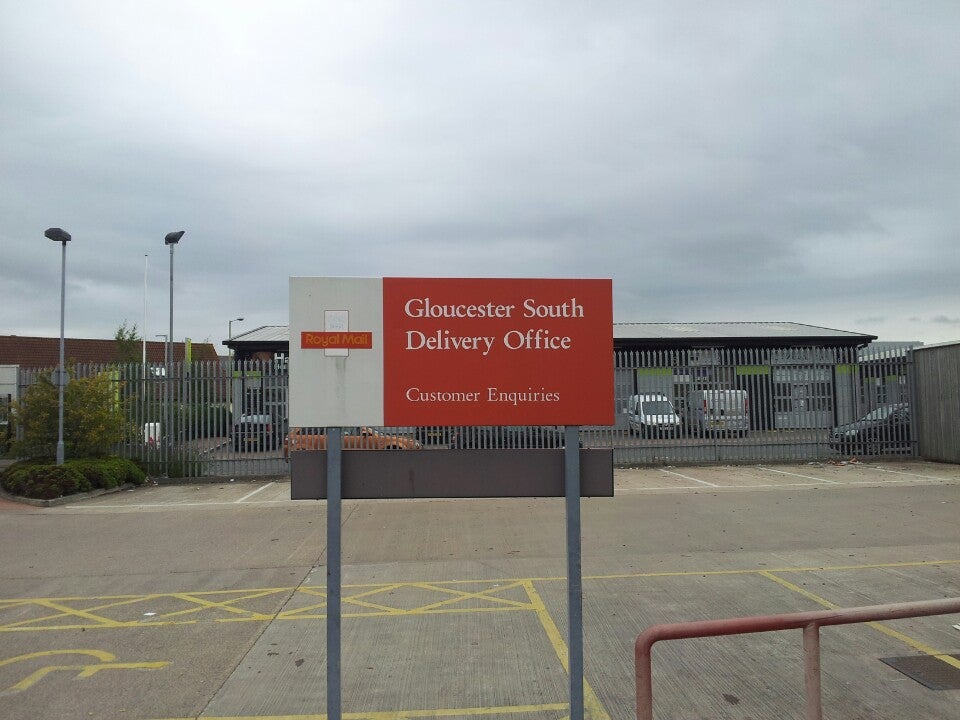 Royal Mail
Gloucester South
Delivery Office
Customer Enquiries